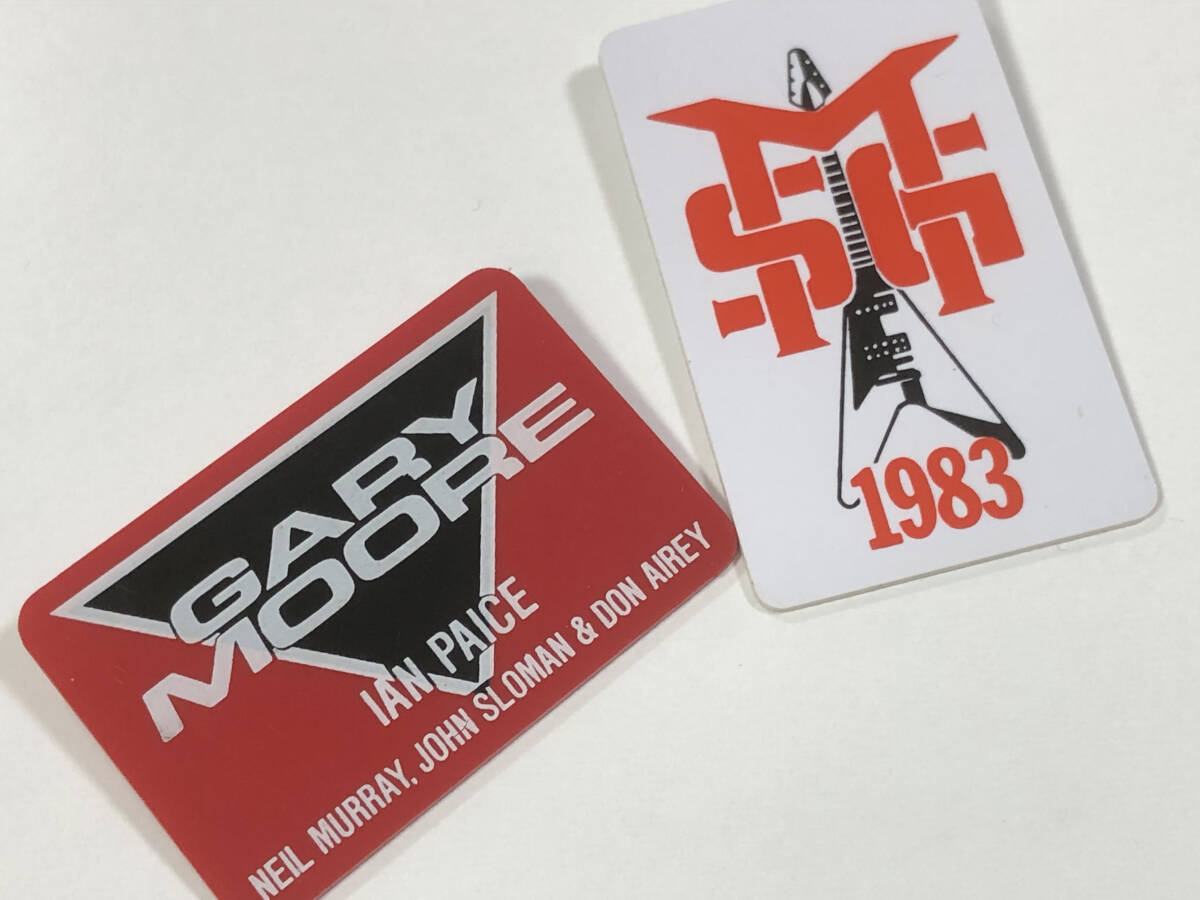 GARY
MOORE
IAN PAICE
NEIL MURRAY, JOHN SLOMAN & DON AIREY
MSG
1983